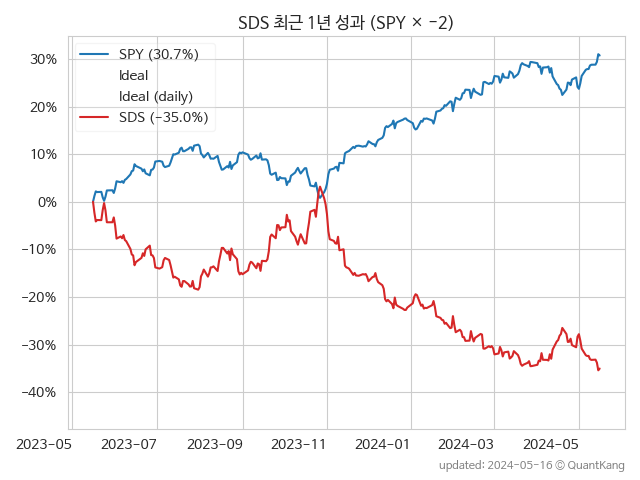 SDS 최근 1년 성과 (SPY × −2)
SPY (30.7%)
Ideal
Ideal (daily)
SDS (−35.0%)
30%
20%
10%
0%
−10%
−20%
−30%
−40%
2023−05
2023−07
2023−09
2023−11
2024−01
2024−03
2024−05
updated: 2024−05−16 © QuantKang